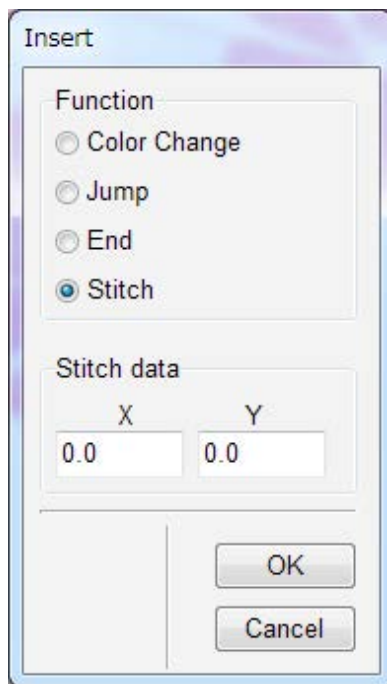 Insert
Function
Color Change
Jump
End
Stitch
Stitch data
X Y
0.0 0.0
OK
Cancel